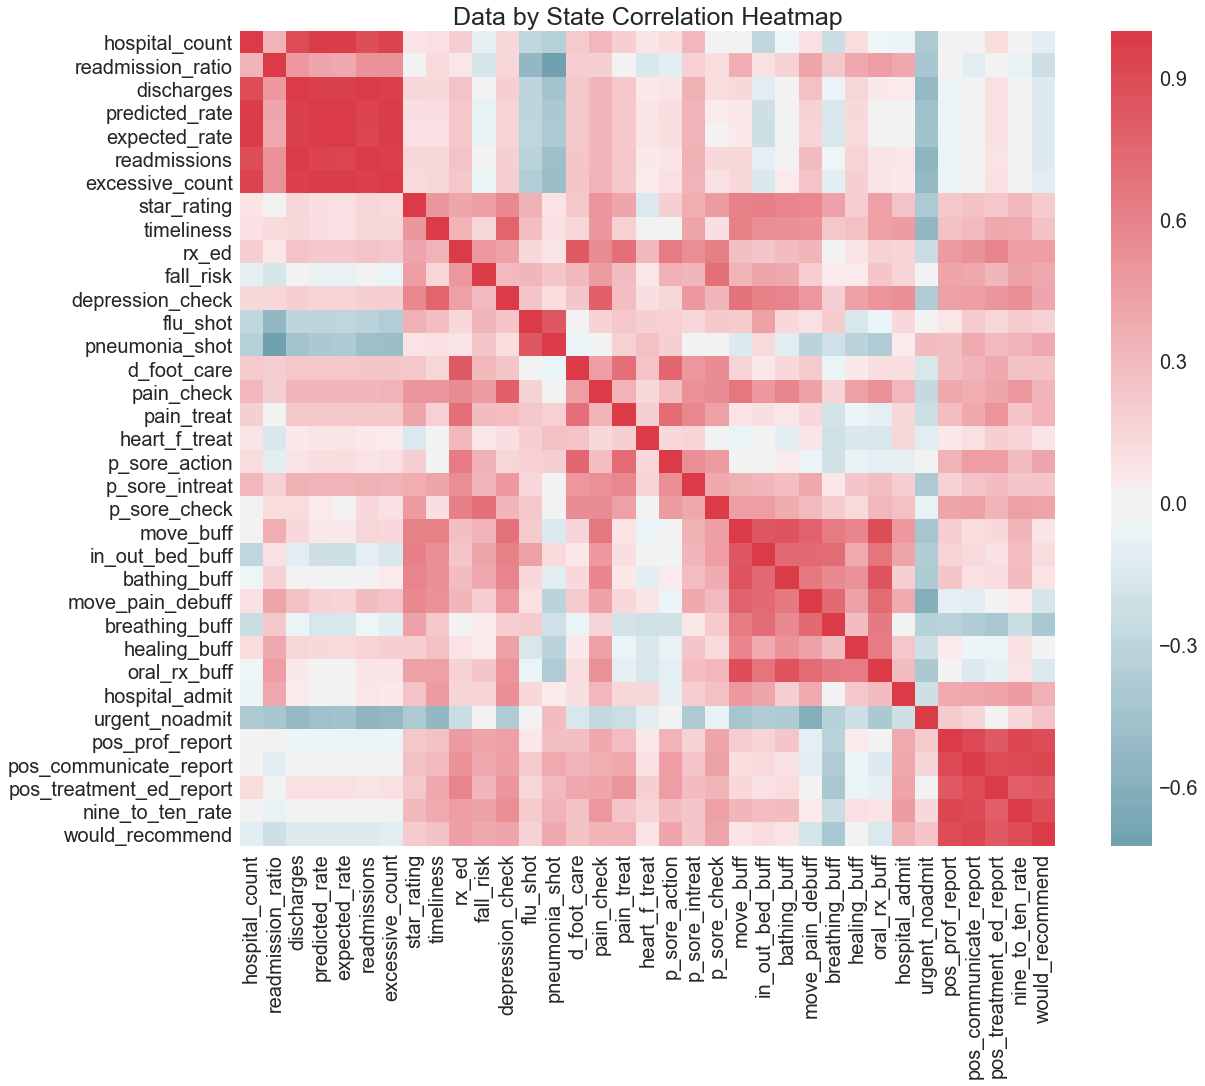 Data by State Correlation Heatmap
hospital_count
readmission_ratio
discharges
predicted_rate
expected_rate
readmissions
excessive_count
star_rating
timeliness
rx_ed
fall_risk
depression_check
flu_shot
pneumonia_shot
d_foot_care
pain_check
pain_treat
heart_f_treat
p_sore_action
p_sore_intreat
p_sore_check
move_buff
in_out_bed_buff
bathing_buff
move_pain_debuff
breathing_buff
healing_buff
oral_rx_buff
hospital_admit
urgent_noadmit
pos_prof_report
pos_communicate_report
pos_treatment_ed_report
nine_to_ten_rate
would_recommend
hospital_count
readmission_ratio
discharges
predicted_rate
expected_rate
readmissions
excessive_count
star_rating
timeliness
rx_ed
fall_risk
depression_check
flu_shot
pneumonia_shot
d_foot_care
pain_check
pain_treat
heart_f_treat
p_sore_action
p_sore_intreat
p_sore_check
move_buff
in_out_bed_buff
bathing_buff
move_pain_debuff
breathing_buff
healing_buff
oral_rx_buff
hospital_admit
urgent_noadmit
pos_prof_report
pos_communicate_report
pos_treatment_ed_report
nine_to_ten_rate
would_recommend
0.9
0.6
0.3
0.0
−0.3
−0.6